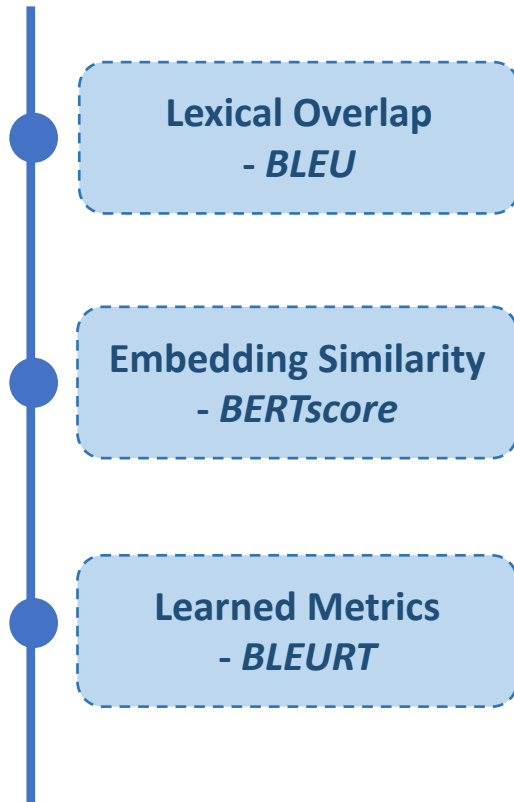 Lexical Overlap
- BLEU
Embedding Similarity
- BERTscore
Learned Metrics
- BLEURT